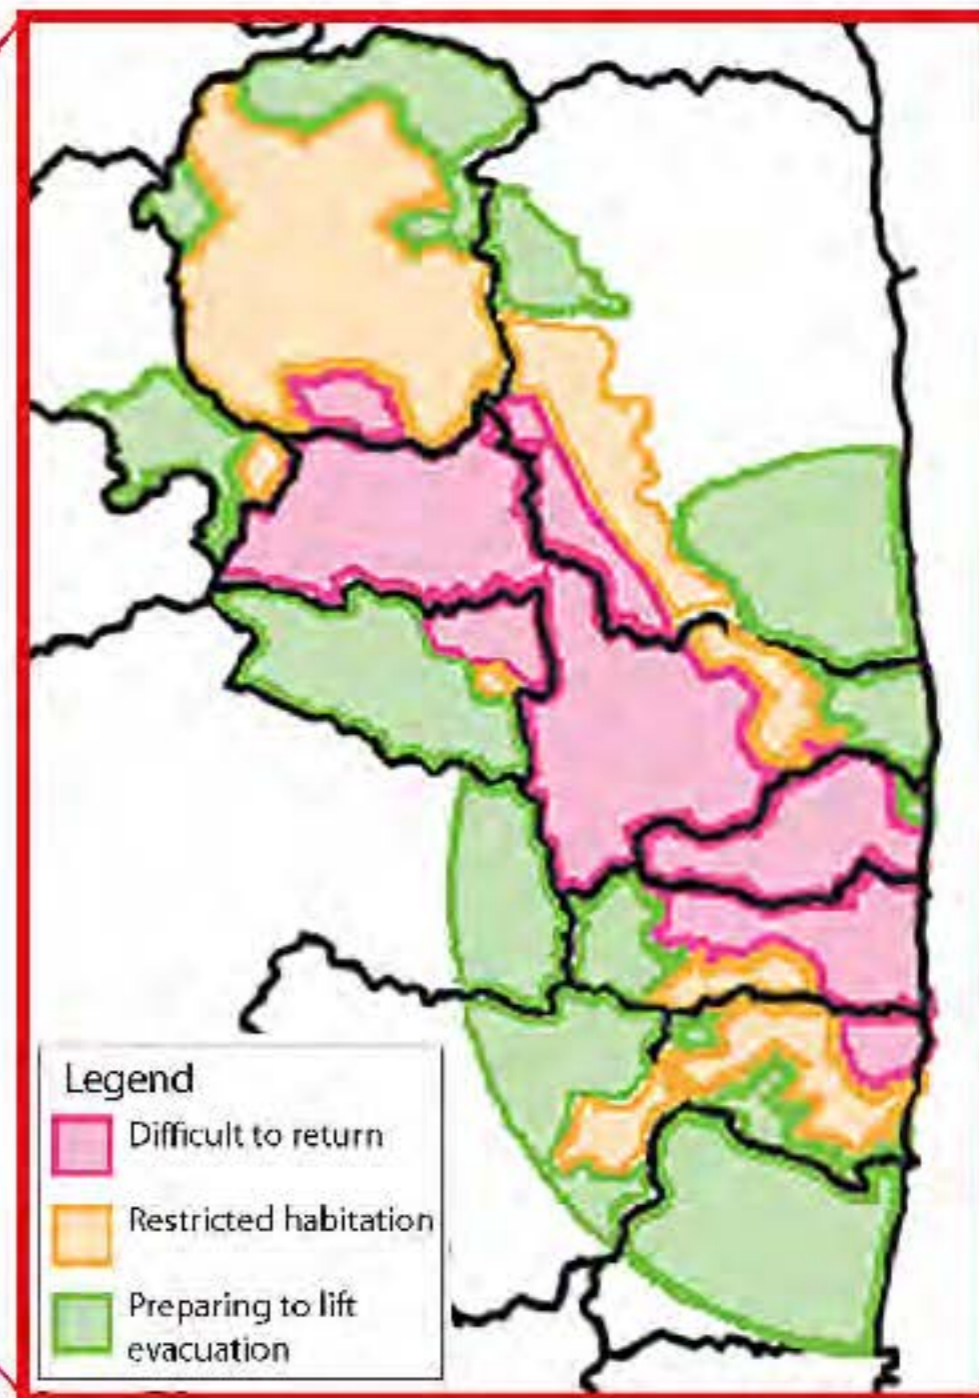 Legend
Difficult to return
Restricted habitation
Preparing to lift
evacuation